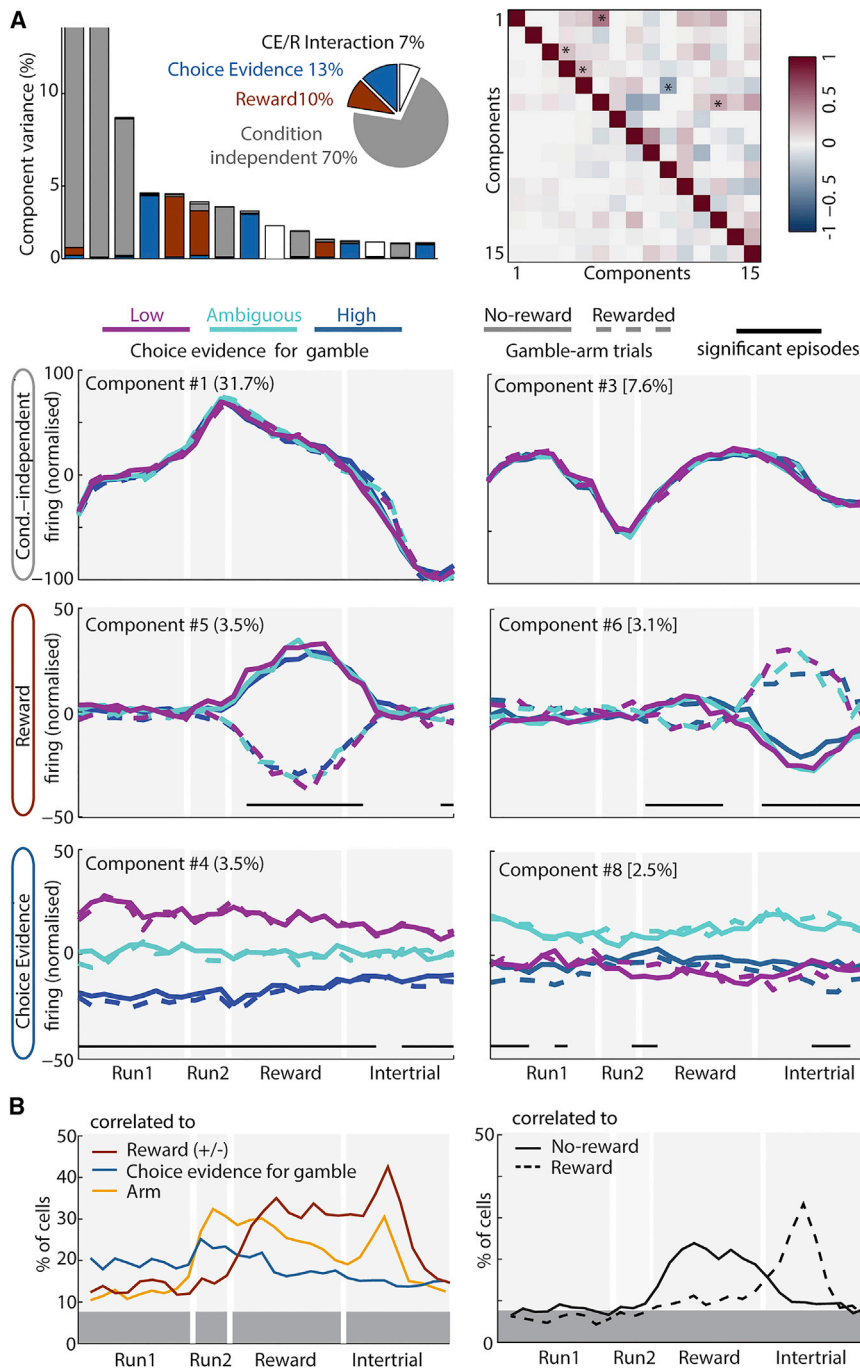 A
CE/R Interaction 7%
Choice Evidence 13%
Reward10%
Condition
independent 70%
Component variance (%)
10
5
0
1
Components
15
1
Components
15
1
0.5
0
-0. 5
-1
Low
Ambiguous
High
Choice evidence for gamble
No-reward
Rewarded
Gamble-arm trials
significant episodes
Cond.–independent
firing (normalised)
100
0
−100
Component #1 (31.7%)
Component #3 [7.6%]
Reward
firing (normalised)
50
0
−50
Component #5 (3.5%)
Component #6 [3.1%]
Choice Evidence
firing (normalised)
50
0
−50
Component #4 (3.5%)
Component #8 [2.5%]
Run1
Run2
Reward
Intertrial
Run1
Run2
Reward
Intertrial
B
correlated to
Reward (+/-)
Choice evidence for gamble
Arm
% of cells
50
40
30
20
10
0
Run1
Run2
Reward
Intertrial
correlated to
No-reward
Reward
% of cells
50
0
Run1
Run2
Reward
Intertrial